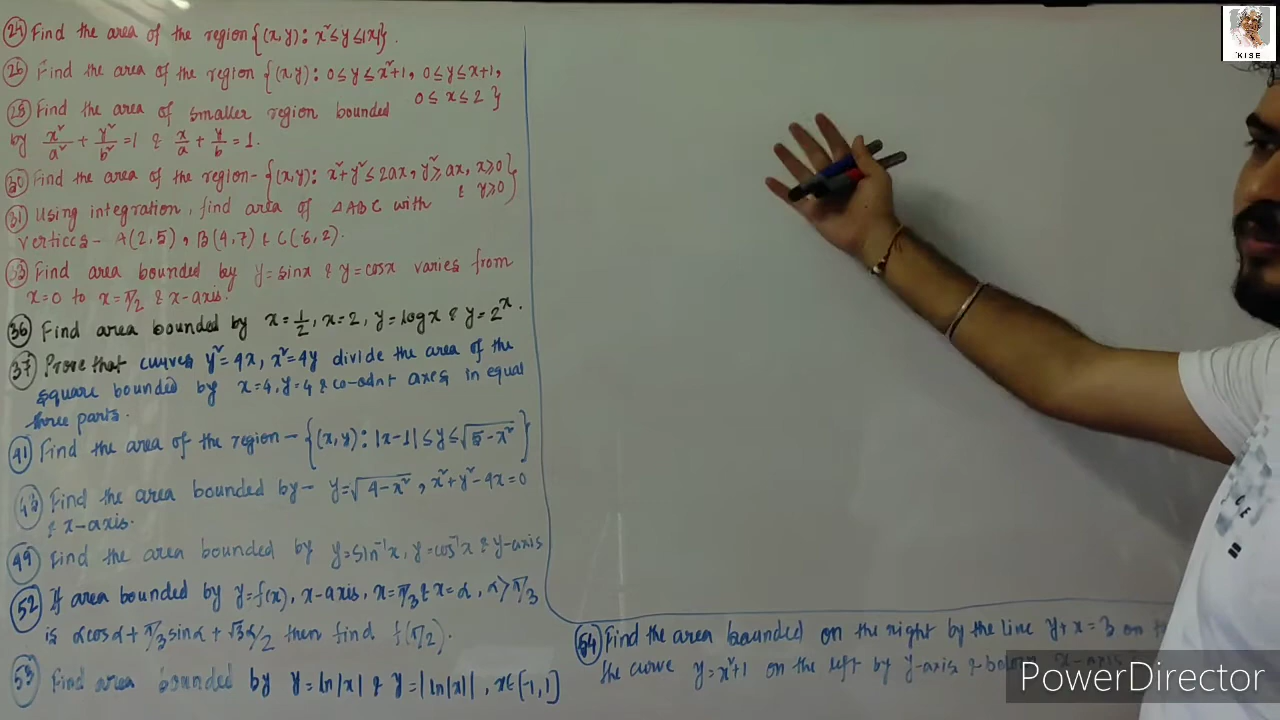 24 Find the area of the region {(x,y): x² ≤ y ≤ |x|}.
26 Find the area of the region {(x,y): 0 ≤ y ≤ x²+1, 0 ≤ y ≤ x+1,
0 ≤ x ≤ 2}
28 Find the area of smaller region bounded
by x²/a² + y²/b² = 1 & x/a + y/b = 1.
30 Find the area of the region- {(x,y): x²+y² ≤ 2ax, y² ≥ ax, x ≥ 0
& y ≥ 0}
31 Using integration, find area of ΔABC with
vertices- A(2,5), B(4,7) & C(6,2).
33 Find area bounded by y=sinx & y=cosx varies from
x=0 to x=π/2 & x-axis.
36 Find area bounded by x=1/2, x=2, y=logx & y=2ˣ.
37 Prove that curves y²=4x, x²=4y divide the area of the
square bounded by x=4, y=4 & co-odnt axes in equal
three parts.
41 Find the area of the region- {(x,y): |x-1| ≤ y ≤ √5-x²}
Find the area bounded by- y=√4-x², x²+y²-4x=0
& x-axis.
49 Find the area bounded by y=sin⁻¹x, y=cos⁻¹x & y-axis
52 If area bounded by y=f(x), x-axis, x=π/3 & x=α, α>π/3
is αcosα + π/3 sinα + √3α/2 then find f(π/2).
53 Find area bounded by y=ln|x| & y=|ln|x||, x∈[-1,1]
54 Find the area bounded on the right by the line y+x=3 on
the curve y=x²+1 on the left by y-axis & below x-axis
KISE
PowerDirector